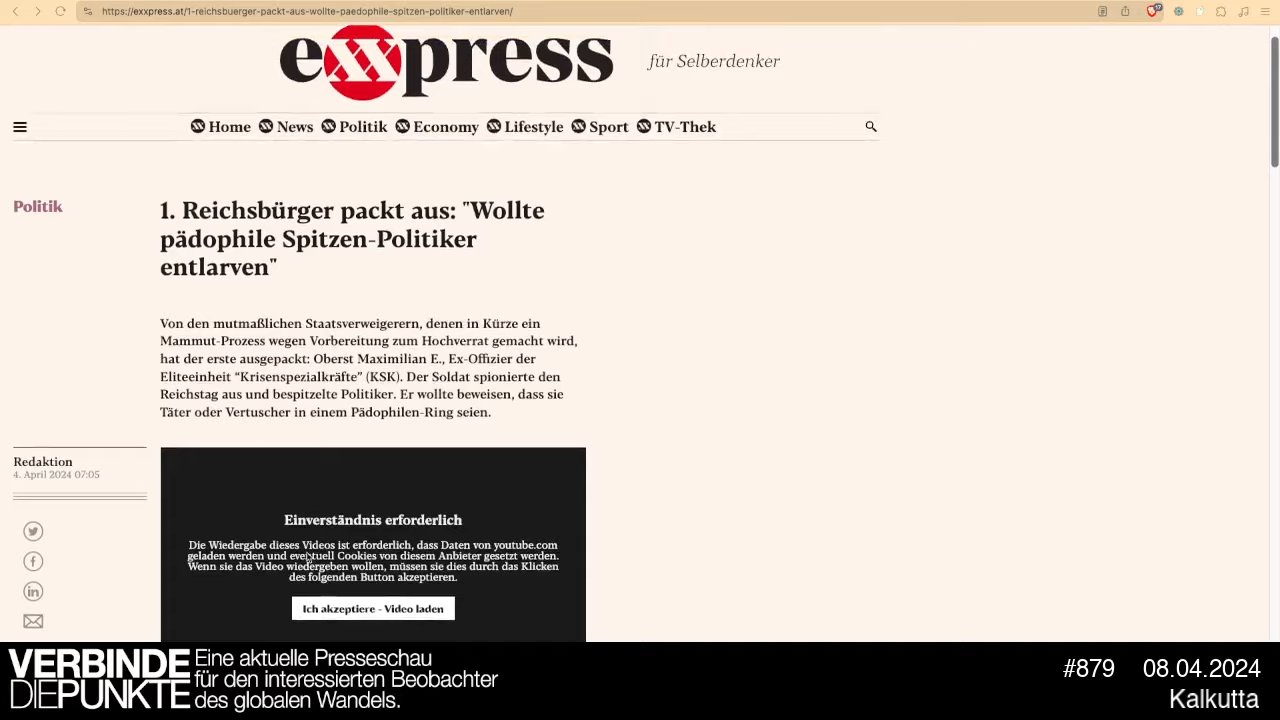 https://exxpress.at/1-reichsbuerger-packt-aus-wollte-paedophile-spitzen-politiker-entlarven/
exxpress
für Selberdenker
Home News Politik Economy Lifestyle Sport TV-Thek
Politik
1. Reichsbürger packt aus: "Wollte
pädophile Spitzen-Politiker
entlarven"
Von den mutmaßlichen Staatsverweigerern, denen in Kürze ein
Mammut-Prozess wegen Vorbereitung zum Hochverrat gemacht wird,
hat der erste ausgepackt: Oberst Maximilian E., Ex-Offizier der
Eliteeinheit “Krisenspezialkräfte” (KSK). Der Soldat spionierte den
Reichstag aus und bespitzelte Politiker. Er wollte beweisen, dass sie
Täter oder Vertuscher in einem Pädophilen-Ring seien.
Redaktion
4. April 2024 07:05
Einverständnis erforderlich
Die Wiedergabe dieses Videos ist erforderlich, dass Daten von youtube.com
geladen werden und eventuell Cookies von diesem Anbieter gesetzt werden.
Wenn sie das Video wiedergeben wollen, müssen sie dies durch das Klicken
des folgenden Button akzeptieren.
Ich akzeptiere - Video laden
VERBINDE
DIEPUNKTE
Eine aktuelle Presseschau
für den interessierten Beobachter
des globalen Wandels.
#879 08.04.2024
Kalkutta